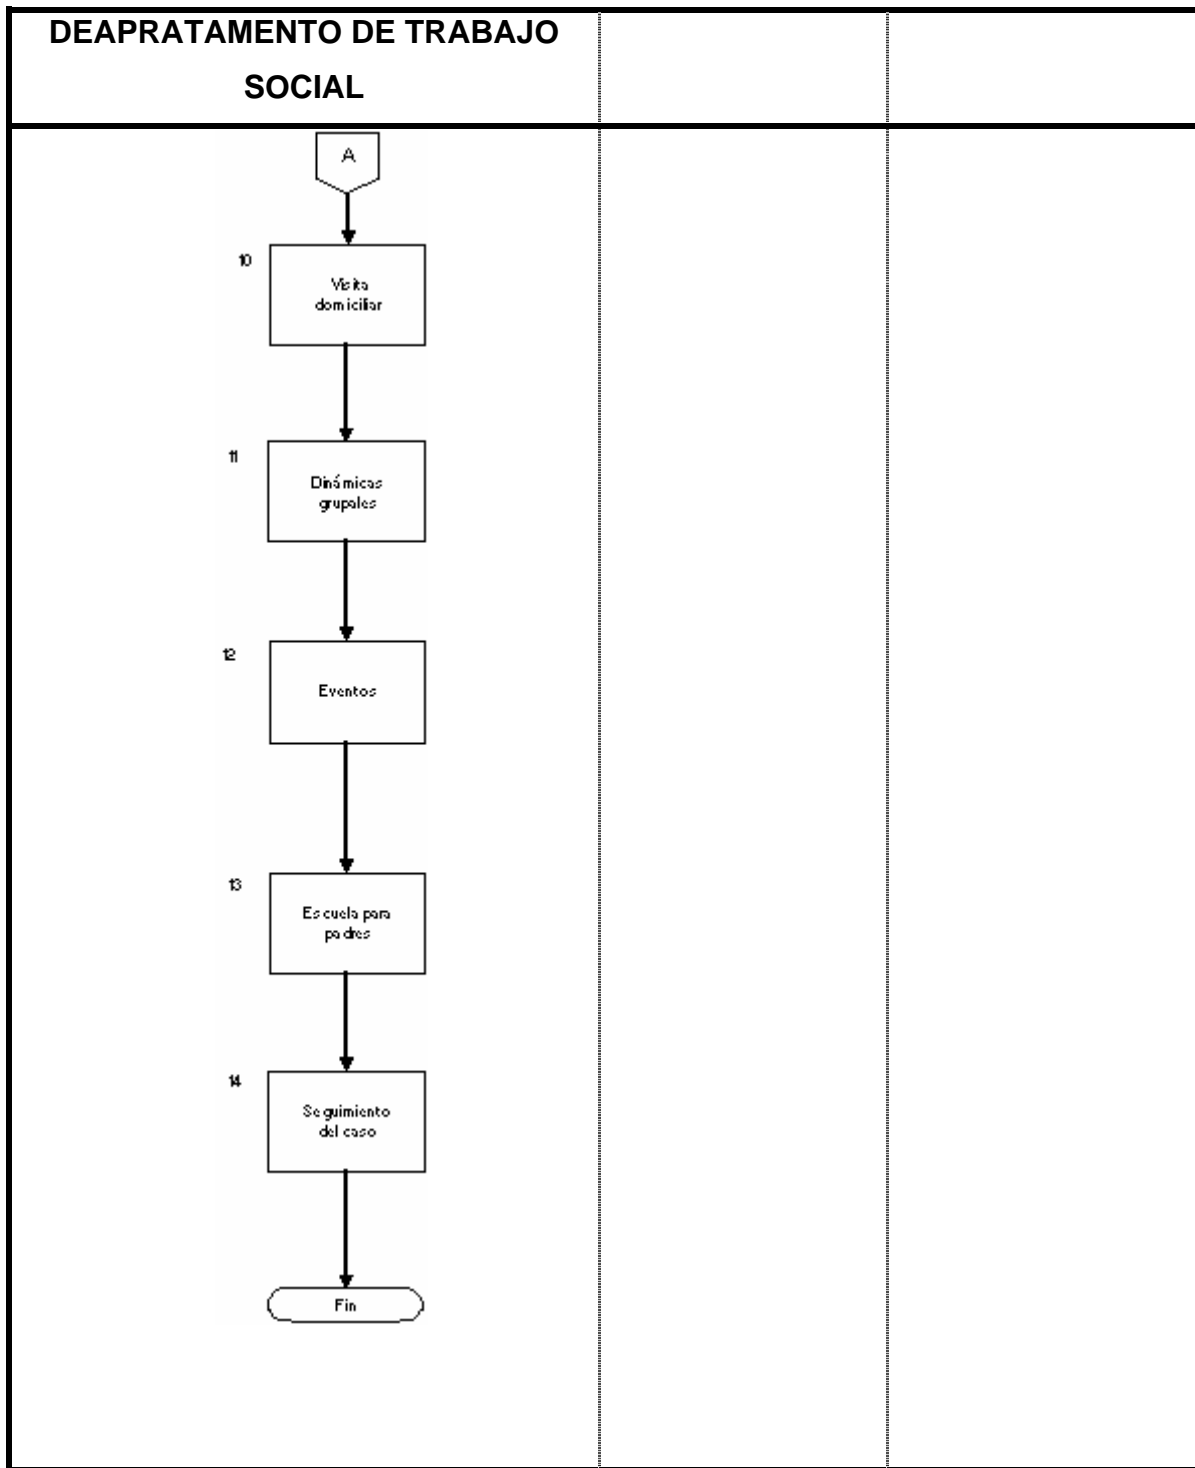 DEAPRATAMENTO DE TRABAJO
SOCIAL
A
10
Visita
domiciliar
11
Dinámicas
grupales
12
Eventos
13
Escuela para
padres
14
Seguimiento
del caso
Fin